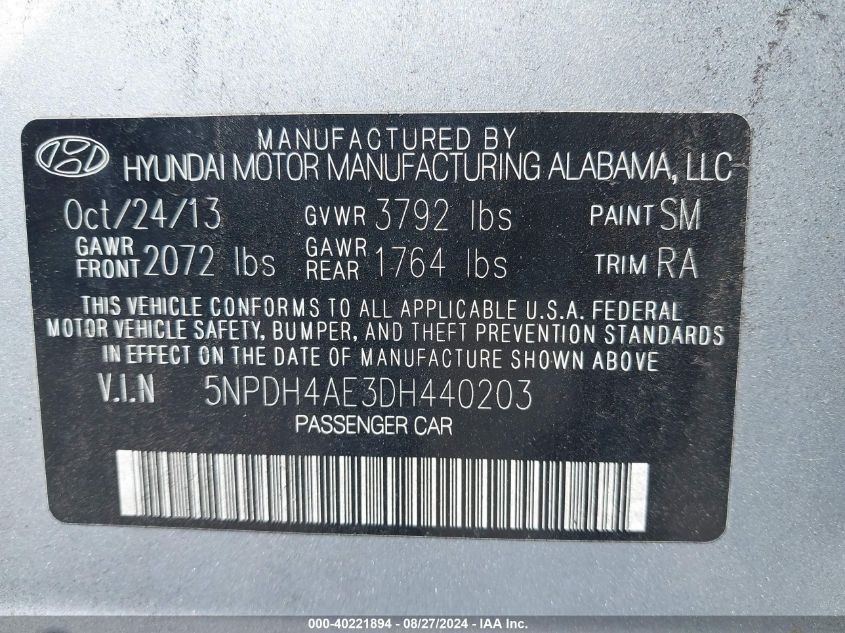 MANUFACTURED BY
HYUNDAI MOTOR MANUFACTURING ALABAMA, LLC
Oct/24/13 GVWR 3792 lbs PAINT SM
GAWR FRONT 2072 lbs GAWR REAR 1764 lbs TRIM RA
THIS VEHICLE CONFORMS TO ALL APPLICABLE U.S.A. FEDERAL
MOTOR VEHICLE SAFETY, BUMPER, AND THEFT PREVENTION STANDARDS
IN EFFECT ON THE DATE OF MANUFACTURE SHOWN ABOVE
V.I.N 5NPDH4AE3DH440203
PASSENGER CAR
000-40221894 - 08/27/2024 - IAA Inc.